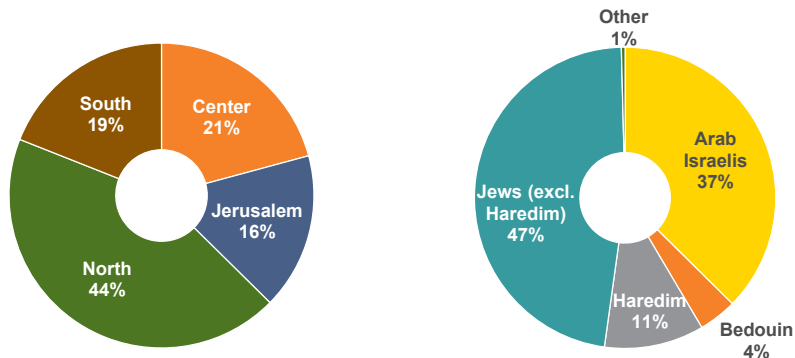 South
19%
Center
21%
Jerusalem
16%
North
44%
Other
1%
Arab
Israelis
37%
Jews (excl.
Haredim)
47%
Haredim
11%
Bedouin
4%